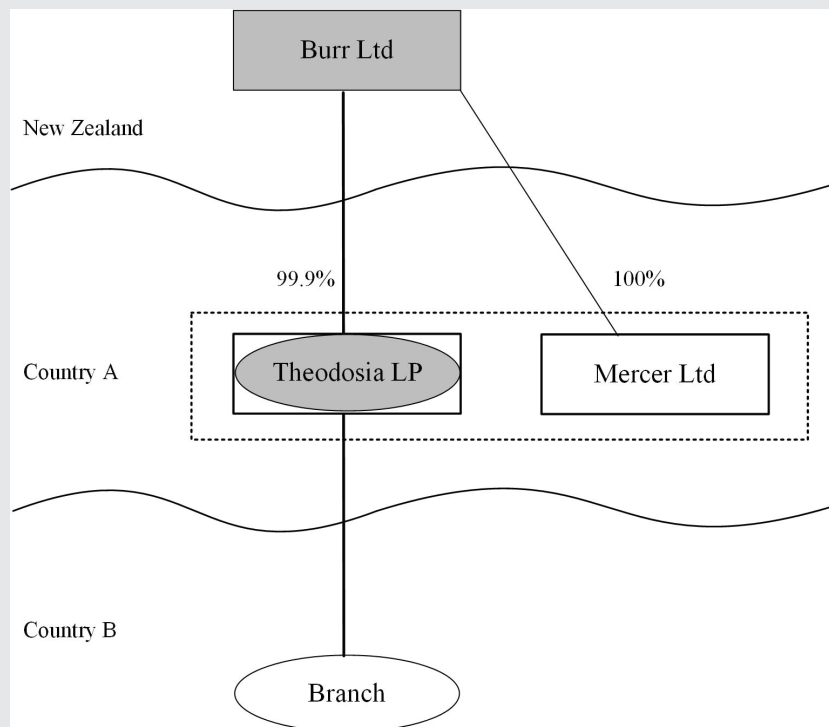 Burr Ltd
New Zealand
99.9%
100%
Country A
Theodosia LP
Mercer Ltd
Country B
Branch